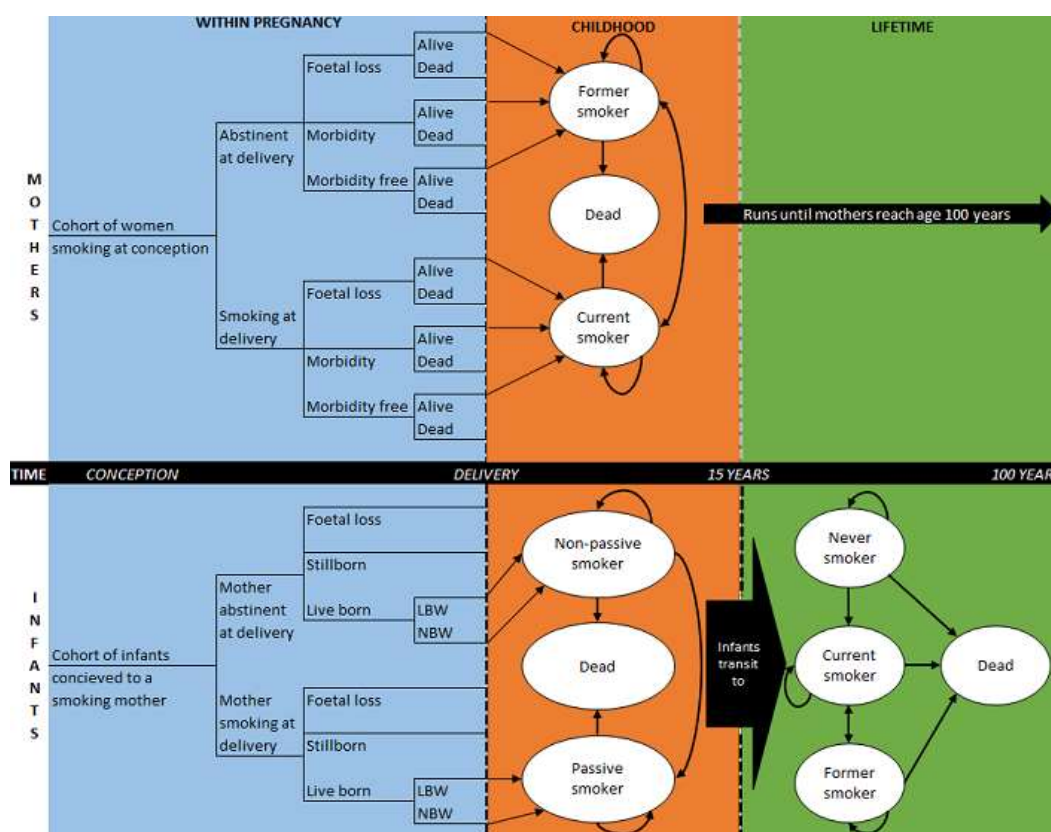 WITHIN PREGNANCY
CHILDHOOD
LIFETIME
MOTHERS
Cohort of women
smoking at conception
Abstinent
at delivery
Foetal loss
Alive
Dead
Morbidity
Alive
Dead
Morbidity free
Alive
Dead
Smoking at
delivery
Foetal loss
Alive
Dead
Morbidity
Alive
Dead
Morbidity free
Alive
Dead
Former
smoker
Dead
Current
smoker
Runs until mothers reach age 100 years
TIME CONCEPTION DELIVERY 15 YEARS 100 YEAR
INFANTS
Cohort of infants
concieved to a
smoking mother
Mother
abstinent
at delivery
Foetal loss
Stillborn
Live born
LBW
NBW
Mother
smoking at
delivery
Foetal loss
Stillborn
Live born
LBW
NBW
Non-passive
smoker
Dead
Passive
smoker
Infants
transit
to
Never
smoker
Current
smoker
Former
smoker
Dead